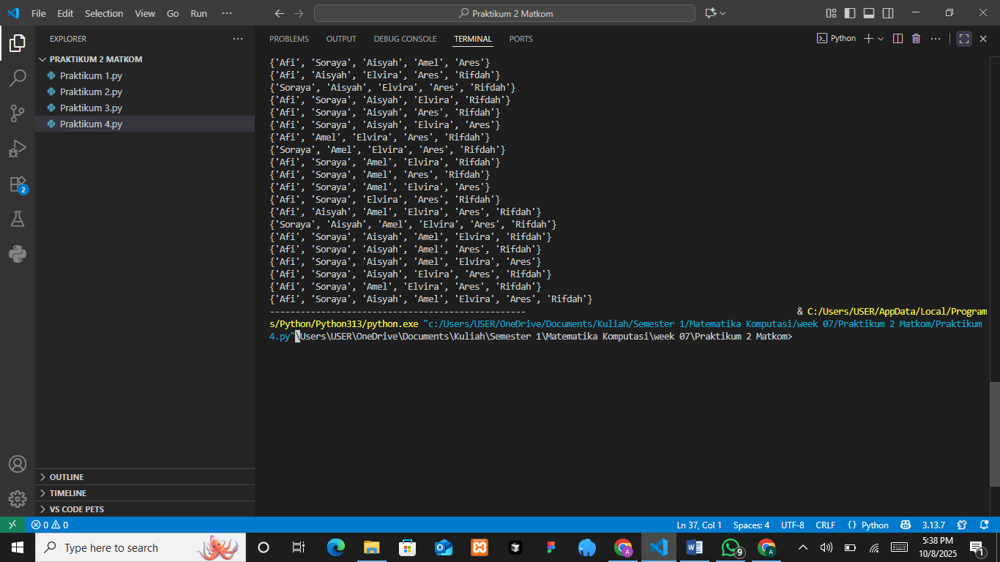 File Edit Selection View Go Run ···
Praktikum 2 Matkom
EXPLORER ···
PRAKTIKUM 2 MATKOM
Praktikum 1.py
Praktikum 2.py
Praktikum 3.py
Praktikum 4.py
OUTLINE
TIMELINE
VS CODE PETS
PROBLEMS OUTPUT DEBUG CONSOLE TERMINAL PORTS
Python ···
{'Afi', 'Soraya', 'Aisyah', 'Amel', 'Ares'}
{'Afi', 'Aisyah', 'Elvira', 'Ares', 'Rifdah'}
{'Soraya', 'Aisyah', 'Elvira', 'Ares', 'Rifdah'}
{'Afi', 'Soraya', 'Aisyah', 'Elvira', 'Rifdah'}
{'Afi', 'Soraya', 'Aisyah', 'Ares', 'Rifdah'}
{'Afi', 'Soraya', 'Aisyah', 'Elvira', 'Ares'}
{'Afi', 'Amel', 'Elvira', 'Ares', 'Rifdah'}
{'Soraya', 'Amel', 'Elvira', 'Ares', 'Rifdah'}
{'Afi', 'Soraya', 'Amel', 'Elvira', 'Rifdah'}
{'Afi', 'Soraya', 'Amel', 'Ares', 'Rifdah'}
{'Afi', 'Soraya', 'Amel', 'Elvira', 'Ares'}
{'Afi', 'Soraya', 'Elvira', 'Ares', 'Rifdah'}
{'Afi', 'Aisyah', 'Amel', 'Elvira', 'Ares', 'Rifdah'}
{'Soraya', 'Aisyah', 'Amel', 'Elvira', 'Ares', 'Rifdah'}
{'Afi', 'Soraya', 'Aisyah', 'Amel', 'Elvira', 'Rifdah'}
{'Afi', 'Soraya', 'Aisyah', 'Amel', 'Ares', 'Rifdah'}
{'Afi', 'Soraya', 'Aisyah', 'Amel', 'Elvira', 'Ares'}
{'Afi', 'Soraya', 'Aisyah', 'Elvira', 'Ares', 'Rifdah'}
{'Afi', 'Soraya', 'Amel', 'Elvira', 'Ares', 'Rifdah'}
{'Afi', 'Soraya', 'Aisyah', 'Amel', 'Elvira', 'Ares', 'Rifdah'}
-------------------------------------------------- & C:/Users/USER/AppData/Local/Program
s/Python/Python313/python.exe "c:/Users/USER/OneDrive/Documents/Kuliah/Semester 1/Matematika Komputasi/week 07/Praktikum 2 Matkom/Praktikum
4.py"\Users\USER\OneDrive\Documents\Kuliah\Semester 1\Matematika Komputasi\week 07\Praktikum 2 Matkom>
2
0 0 Ln 37, Col 1 Spaces: 4 UTF-8 CRLF {} Python 3.13.7
Type here to search
A
9
A
5:38 PM
10/8/2025
1